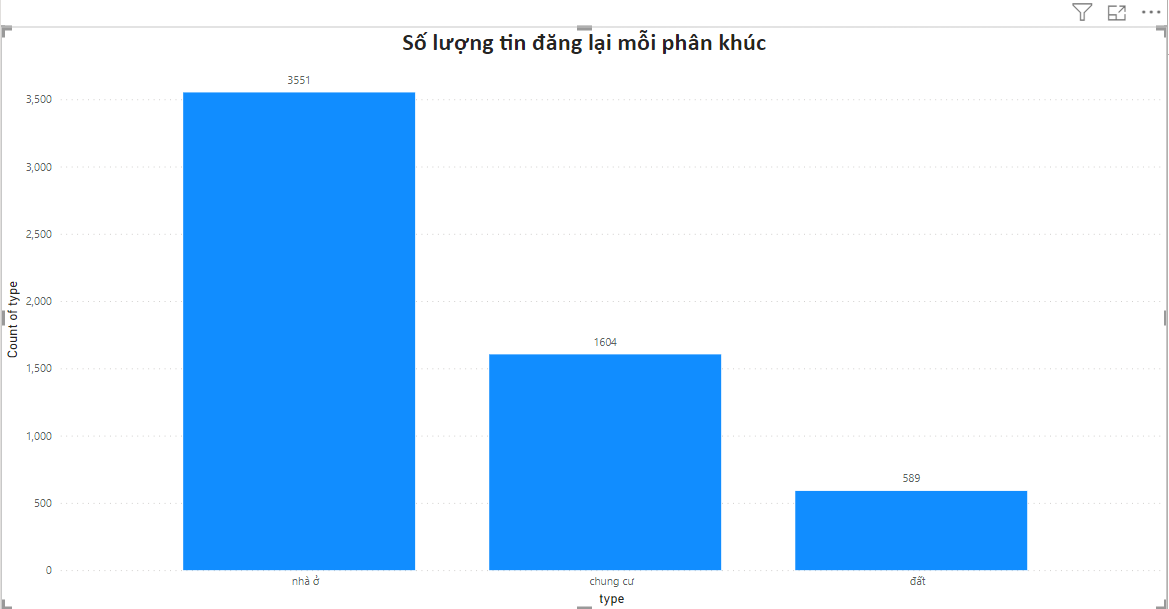 Số lượng tin đăng lại mỗi phân khúc
Count of type
3,500
3,000
2,500
2,000
1,500
1,000
500
0
3551
1604
589
nhà ở
chung cư
đất
type